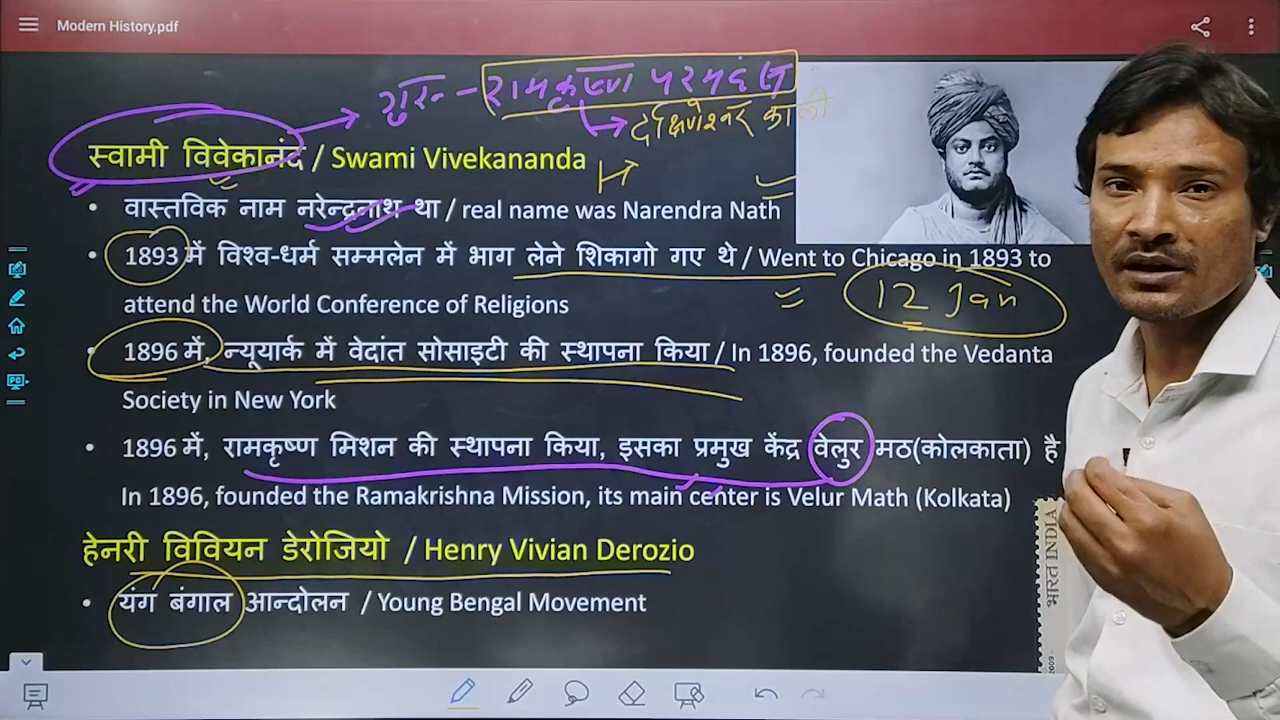 Modern History.pdf
गुरु - रामकृष्ण परमहंस
दक्षिणेश्वर काली
स्वामी विवेकानंद / Swami Vivekananda
• वास्तविक नाम नरेन्द्रनाथ था / real name was Narendra Nath
• 1893 में विश्व-धर्म सम्मलेन में भाग लेने शिकागो गए थे / Went to Chicago in 1893 to
attend the World Conference of Religions
12 Jan
• 1896 में, न्यूयार्क में वेदांत सोसाइटी की स्थापना किया / In 1896, founded the Vedanta
Society in New York
• 1896 में, रामकृष्ण मिशन की स्थापना किया, इसका प्रमुख केंद्र वेलुर मठ(कोलकाता) है
In 1896, founded the Ramakrishna Mission, its main center is Velur Math (Kolkata)
हेनरी विवियन डेरोजियो / Henry Vivian Derozio
• यंग बंगाल आन्दोलन / Young Bengal Movement
भारत INDIA